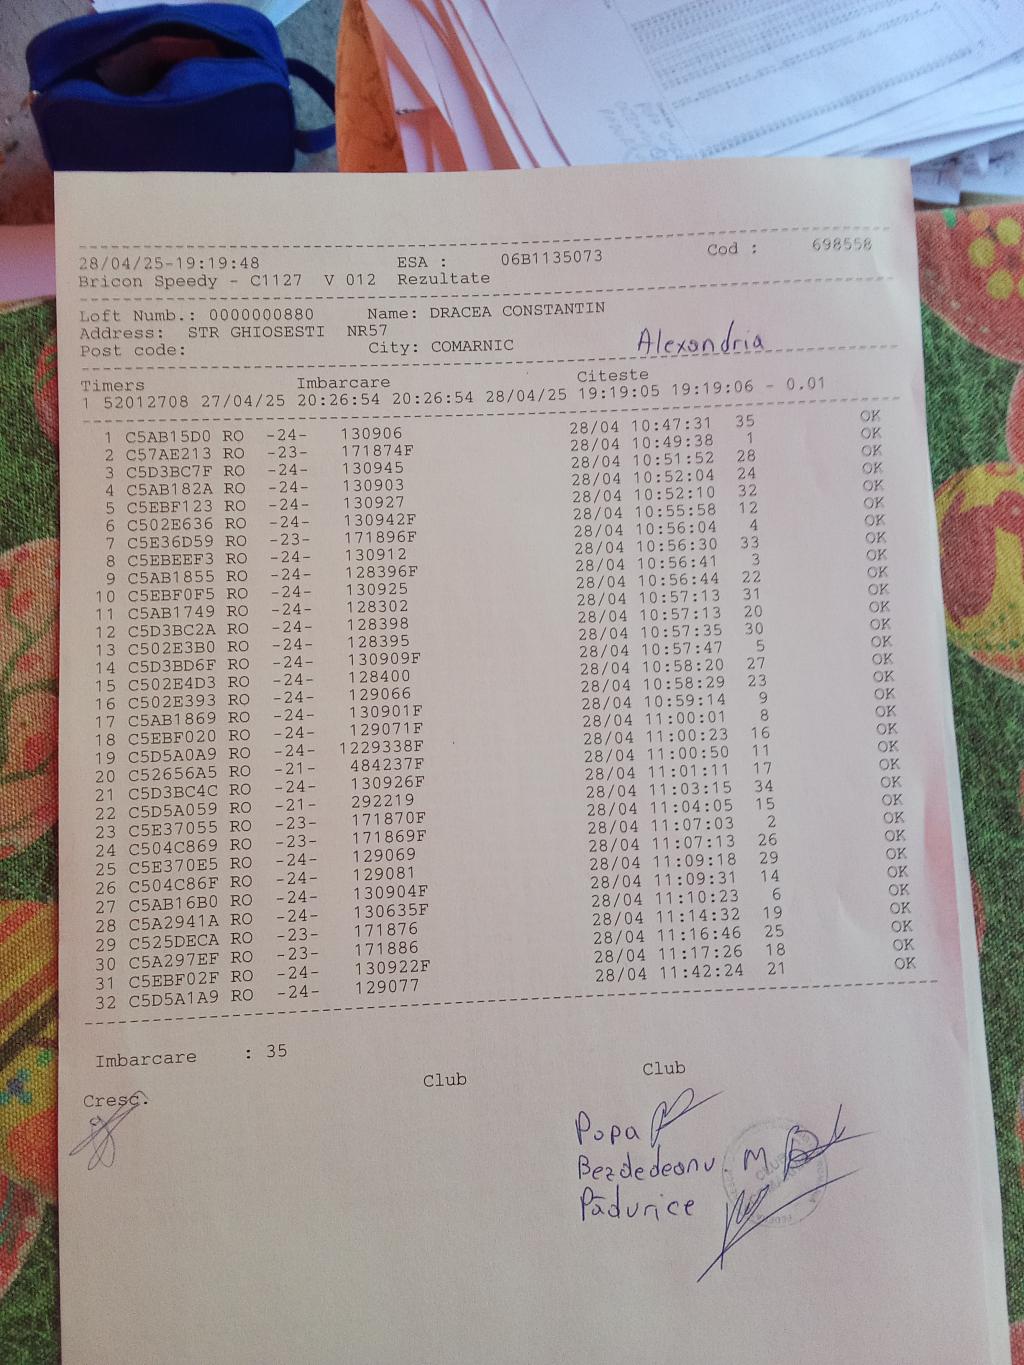 28/04/25-19:19:48 ESA : 06B1135073 Cod : 698558
Bricon Speedy - C1127 V 012 Rezultate
Loft Numb.: 0000000880 Name: DRACEA CONSTANTIN
Address: STR GHIOSESTI NR57
Post code: City: COMARNIC Alexandria
Timers Imbarcare Citeste
1 52012708 27/04/25 20:26:54 20:26:54 28/04/25 19:19:05 19:19:06 - 0.01
1 C5AB15D0 RO -24- 130906 28/04 10:47:31 35 OK
2 C57AE213 RO -23- 171874F 28/04 10:49:38 1 OK
3 C5D3BC7F RO -24- 130945 28/04 10:51:52 28 OK
4 C5AB182A RO -24- 130903 28/04 10:52:04 24 OK
5 C5EBF123 RO -24- 130927 28/04 10:52:10 32 OK
6 C502E636 RO -24- 130942F 28/04 10:55:58 12 OK
7 C5E36D59 RO -23- 171896F 28/04 10:56:04 4 OK
8 C5EBEEF3 RO -24- 130912 28/04 10:56:30 33 OK
9 C5AB1855 RO -24- 128396F 28/04 10:56:41 3 OK
10 C5EBF0F5 RO -24- 130925 28/04 10:56:44 22 OK
11 C5AB1749 RO -24- 128302 28/04 10:57:13 31 OK
12 C5D3BC2A RO -24- 128398 28/04 10:57:13 20 OK
13 C502E3B0 RO -24- 128395 28/04 10:57:35 30 OK
14 C5D3BD6F RO -24- 130909F 28/04 10:57:47 5 OK
15 C502E4D3 RO -24- 128400 28/04 10:58:20 27 OK
16 C502E393 RO -24- 129066 28/04 10:58:29 23 OK
17 C5AB1869 RO -24- 130901F 28/04 10:59:14 9 OK
18 C5EBF020 RO -24- 129071F 28/04 11:00:01 8 OK
19 C5D5A0A9 RO -24- 1229338F 28/04 11:00:23 16 OK
20 C52656A5 RO -21- 484237F 28/04 11:00:50 11 OK
21 C5D3BC4C RO -24- 130926F 28/04 11:01:11 17 OK
22 C5D5A059 RO -21- 292219 28/04 11:03:15 34 OK
23 C5E37055 RO -23- 171870F 28/04 11:04:05 15 OK
24 C504C869 RO -23- 171869F 28/04 11:07:03 2 OK
25 C5E370E5 RO -24- 129069 28/04 11:07:13 26 OK
26 C504C86F RO -24- 129081 28/04 11:09:18 29 OK
27 C5AB16B0 RO -24- 130904F 28/04 11:09:31 14 OK
28 C5A2941A RO -24- 130635F 28/04 11:10:23 6 OK
29 C525DECA RO -23- 171876 28/04 11:14:32 19 OK
30 C5A297EF RO -23- 171886 28/04 11:16:46 25 OK
31 C5EBF02F RO -24- 130922F 28/04 11:17:26 18 OK
32 C5D5A1A9 RO -24- 129077 28/04 11:42:24 21 OK
Imbarcare : 35
Cresc. Club Club
Popa
Bezdedeanu. M
Pădurice